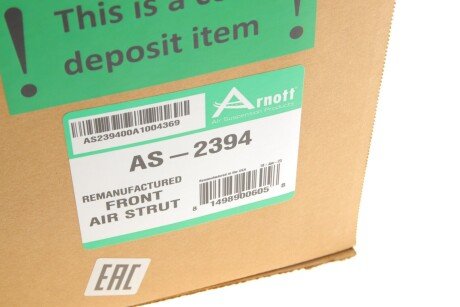 This is a
deposit item
!
!
Arnott
Air Suspension Products
AS239400A1004369
AS – 2394
REMANUFACTURED
FRONT
AIR STRUT
8 1498900605 8
EAC